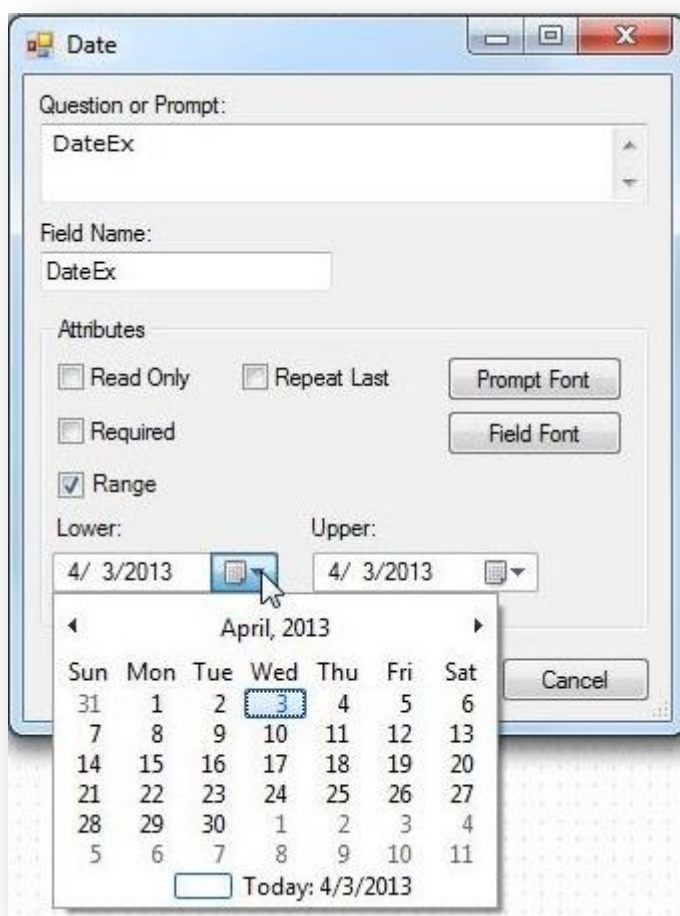 Date
Question or Prompt:
DateEx
Field Name:
DateEx
Attributes
Read Only Repeat Last Prompt Font
Required Field Font
Range
Lower: Upper:
4/ 3/2013 4/ 3/2013
April, 2013
Sun Mon Tue Wed Thu Fri Sat
31 1 2 3 4 5 6
Cancel
7 8 9 10 11 12 13
14 15 16 17 18 19 20
21 22 23 24 25 26 27
28 29 30 1 2 3 4
5 6 7 8 9 10 11
Today: 4/3/2013